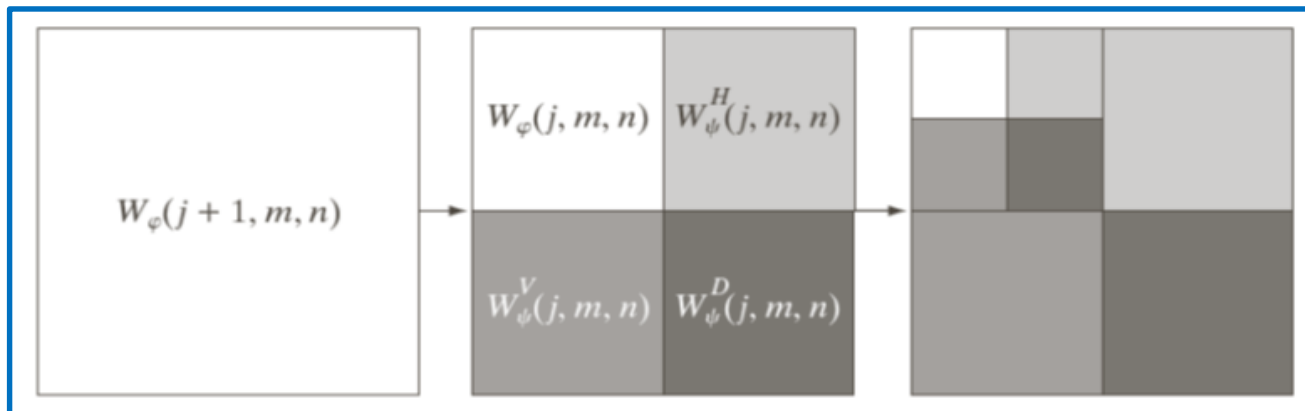 W_φ(j + 1, m, n)
W_φ(j, m, n)
W_ψ^H(j, m, n)
W_ψ^V(j, m, n)
W_ψ^D(j, m, n)